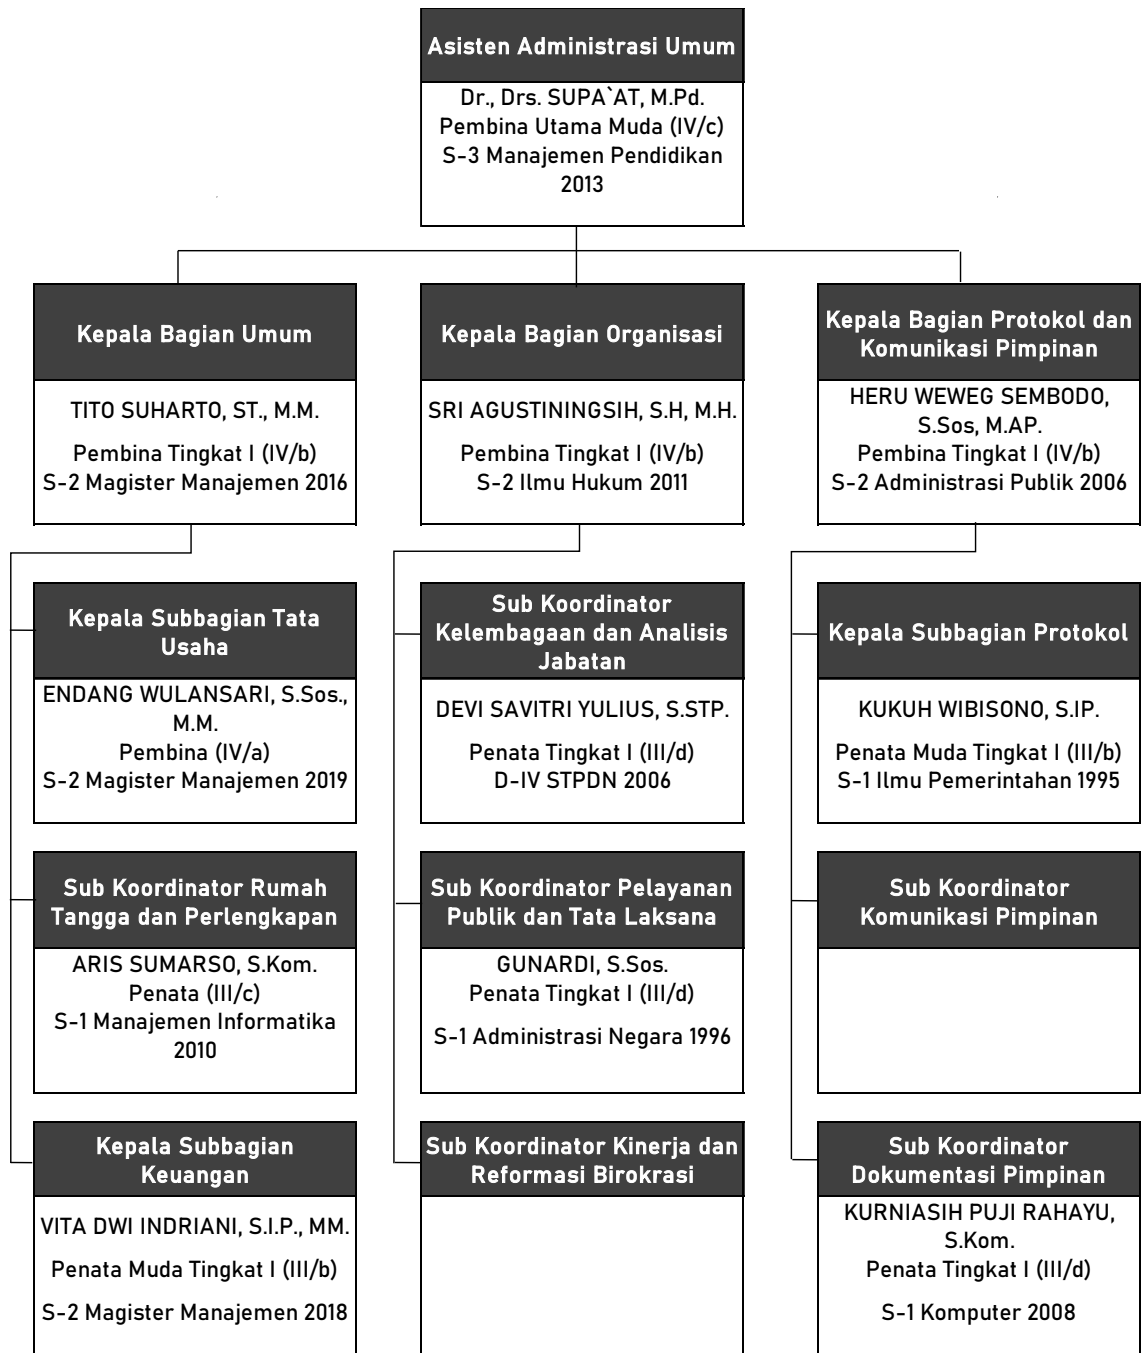 Asisten Administrasi Umum
Dr., Drs. SUPA`AT, M.Pd.
Pembina Utama Muda (IV/c)
S-3 Manajemen Pendidikan
2013
Kepala Bagian Umum
TITO SUHARTO, ST., M.M.
Pembina Tingkat I (IV/b)
S-2 Magister Manajemen 2016
Kepala Bagian Organisasi
SRI AGUSTININGSIH, S.H, M.H.
Pembina Tingkat I (IV/b)
S-2 Ilmu Hukum 2011
Kepala Bagian Protokol dan
Komunikasi Pimpinan
HERU WEWEG SEMBODO,
S.Sos, M.AP.
Pembina Tingkat I (IV/b)
S-2 Administrasi Publik 2006
Kepala Subbagian Tata
Usaha
ENDANG WULANSARI, S.Sos.,
M.M.
Pembina (IV/a)
S-2 Magister Manajemen 2019
Sub Koordinator
Kelembagaan dan Analisis
Jabatan
DEVI SAVITRI YULIUS, S.STP.
Penata Tingkat I (III/d)
D-IV STPDN 2006
Kepala Subbagian Protokol
KUKUH WIBISONO, S.IP.
Penata Muda Tingkat I (III/b)
S-1 Ilmu Pemerintahan 1995
Sub Koordinator Rumah
Tangga dan Perlengkapan
ARIS SUMARSO, S.Kom.
Penata (III/c)
S-1 Manajemen Informatika
2010
Sub Koordinator Pelayanan
Publik dan Tata Laksana
GUNARDI, S.Sos.
Penata Tingkat I (III/d)
S-1 Administrasi Negara 1996
Sub Koordinator
Komunikasi Pimpinan
Kepala Subbagian
Keuangan
VITA DWI INDRIANI, S.I.P., MM.
Penata Muda Tingkat I (III/b)
S-2 Magister Manajemen 2018
Sub Koordinator Kinerja dan
Reformasi Birokrasi
Sub Koordinator
Dokumentasi Pimpinan
KURNIASIH PUJI RAHAYU,
S.Kom.
Penata Tingkat I (III/d)
S-1 Komputer 2008